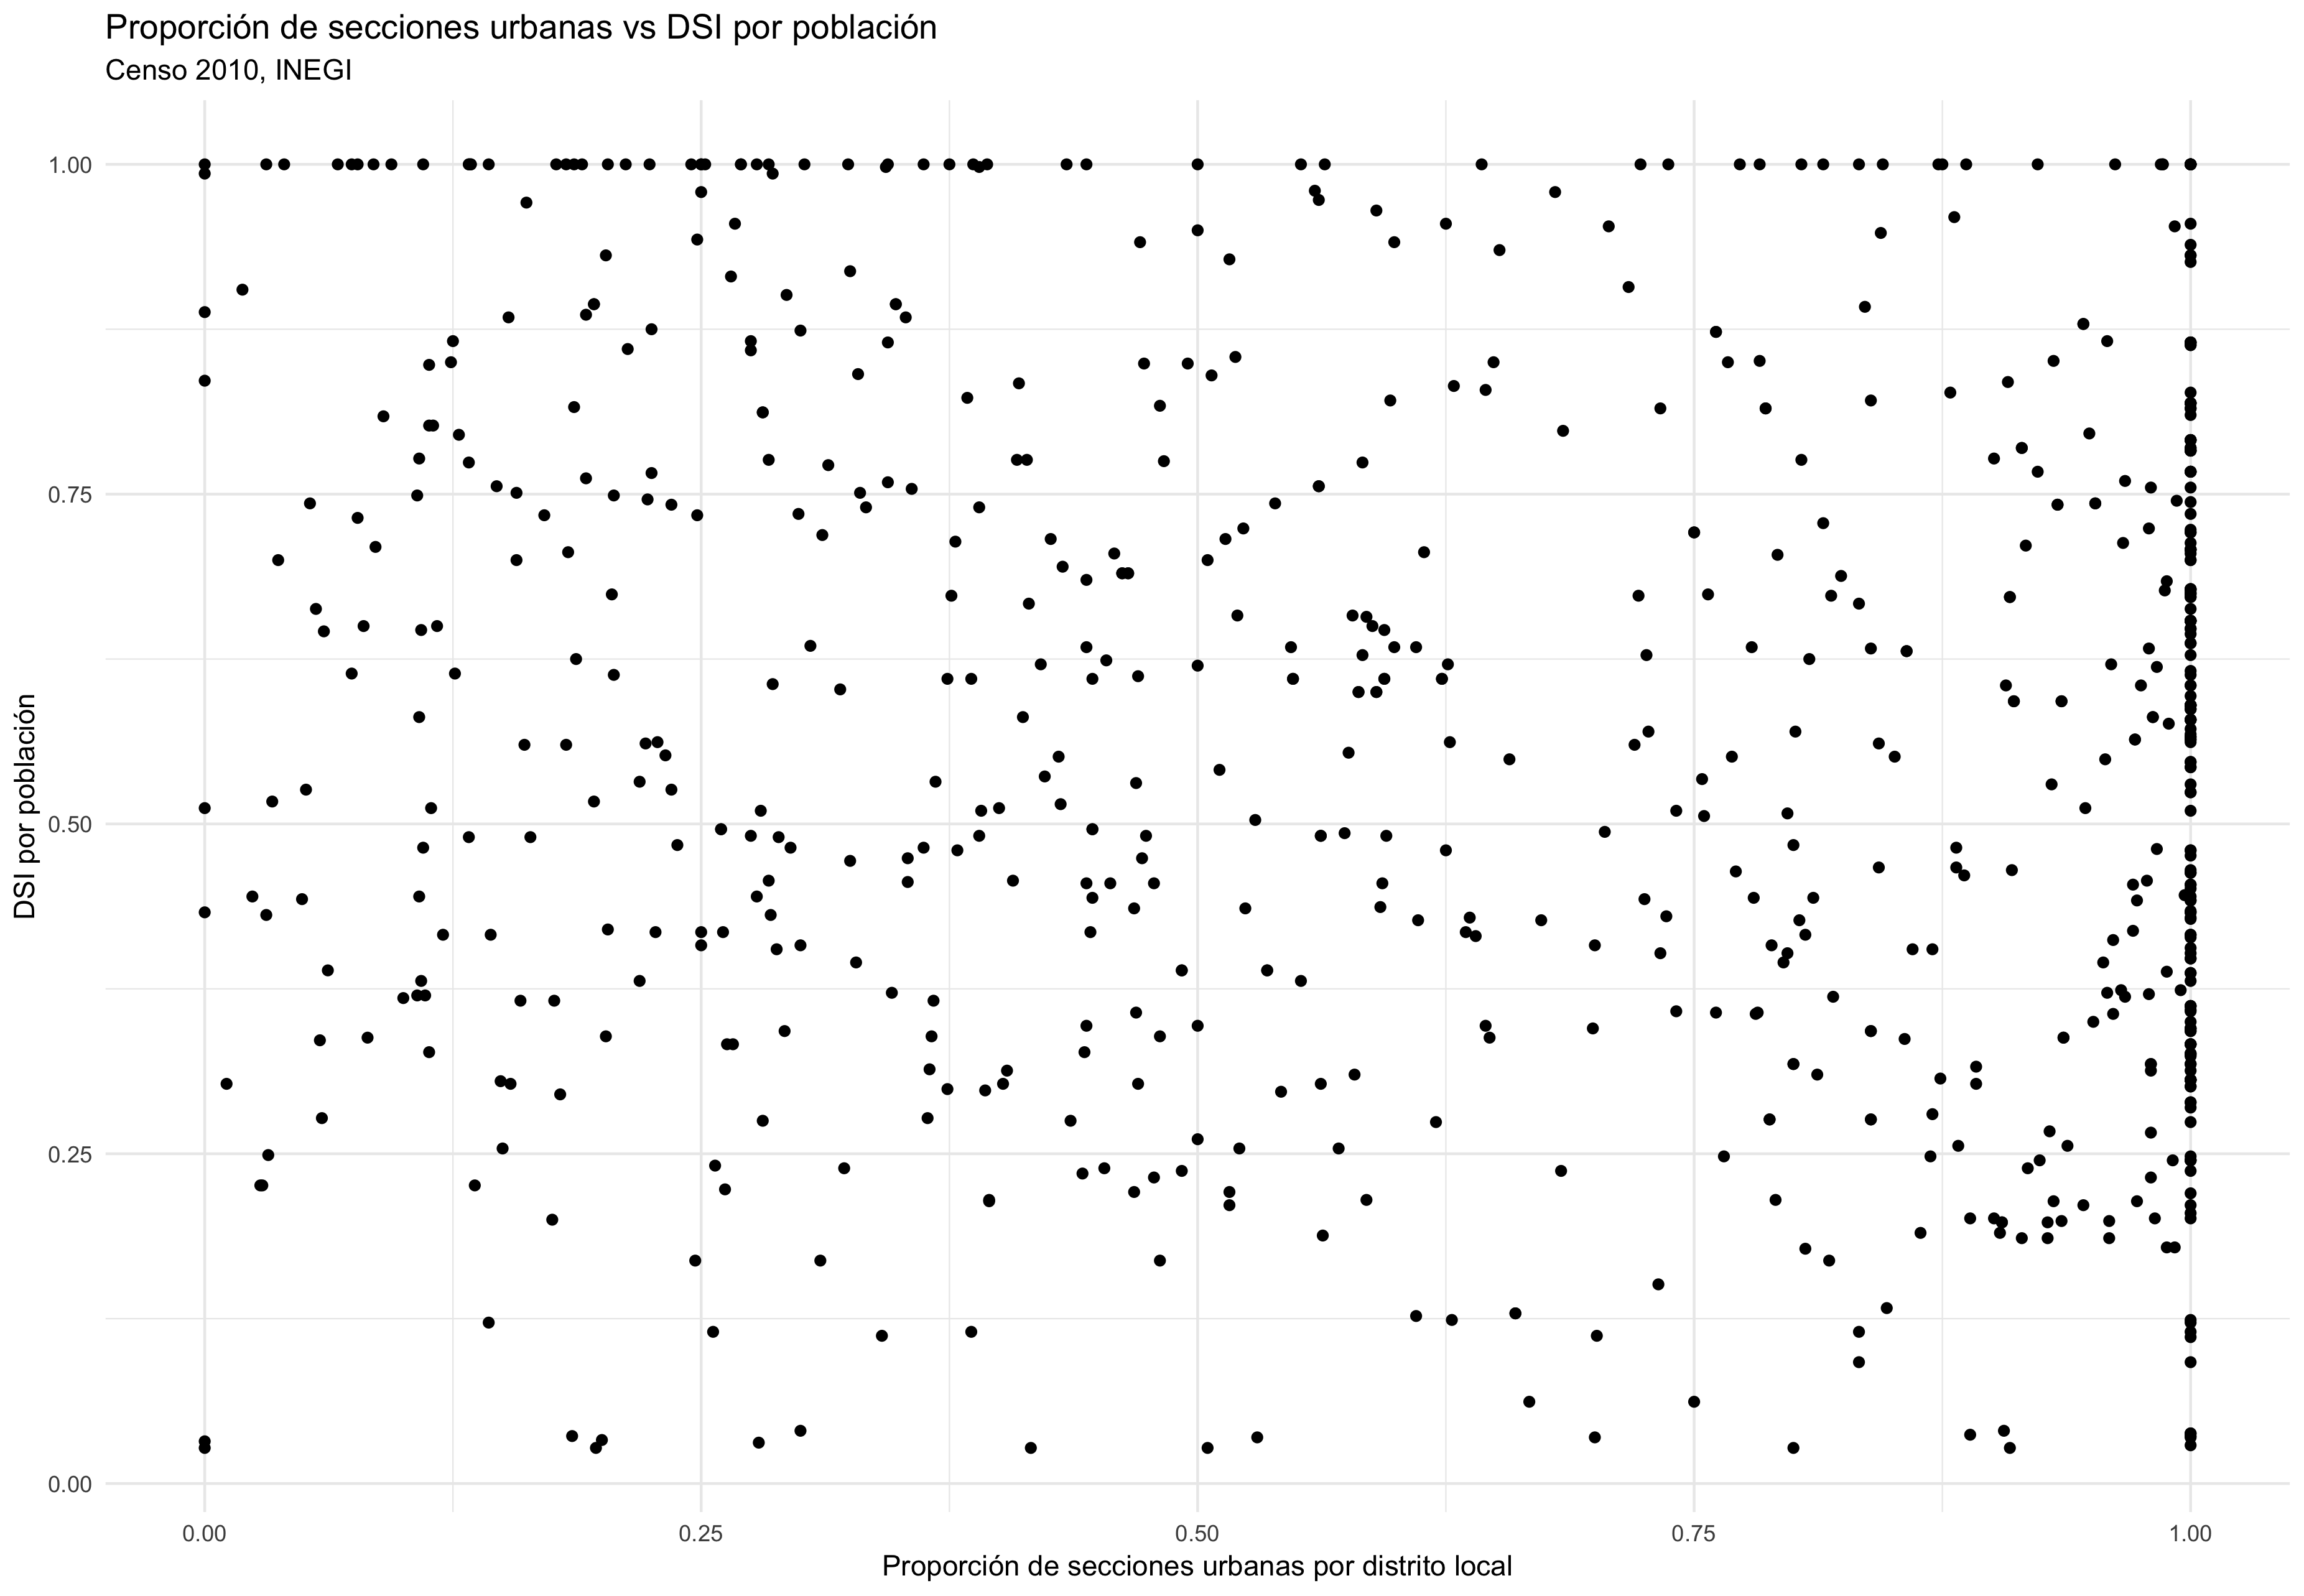 Proporción de secciones urbanas vs DSI por población
Censo 2010, INEGI
DSI por población
1.00
0.75
0.50
0.25
0.00
0.00 0.25 0.50 0.75 1.00
Proporción de secciones urbanas por distrito local